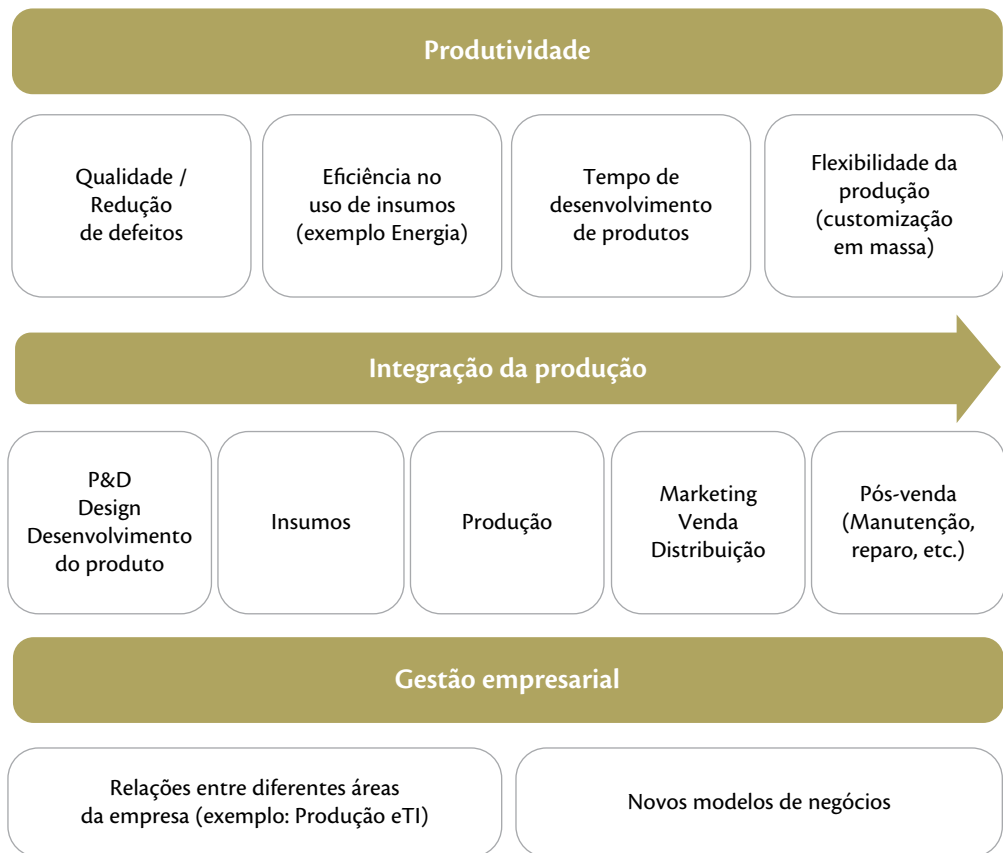 Produtividade
Qualidade /
Redução
de defeitos
Eficiência no
uso de insumos
(exemplo Energia)
Tempo de
desenvolvimento
de produtos
Flexibilidade da
produção
(customização
em massa)
Integração da produção
P&D
Design
Desenvolvimento
do produto
Insumos
Produção
Marketing
Venda
Distribuição
Pós-venda
(Manutenção,
reparo, etc.)
Gestão empresarial
Relações entre diferentes áreas
da empresa (exemplo: Produção eTI)
Novos modelos de negócios